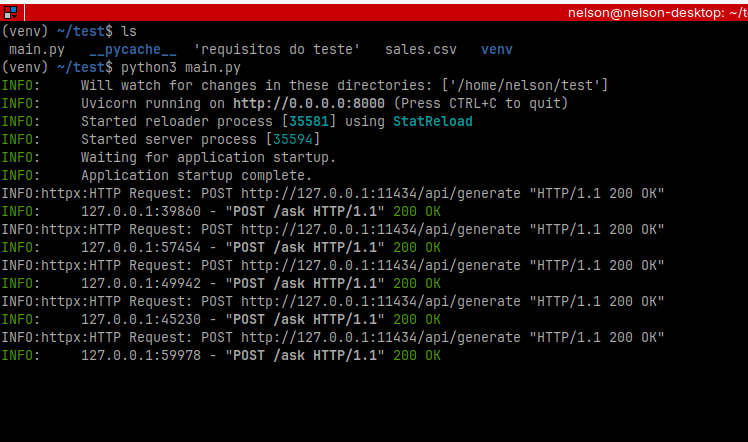 nelson@nelson-desktop: ~/t
(venv) ~/test$ ls
main.py   __pycache__  'requisitos do teste'   sales.csv   venv
(venv) ~/test$ python3 main.py
INFO:     Will watch for changes in these directories: ['/home/nelson/test']
INFO:     Uvicorn running on http://0.0.0.0:8000 (Press CTRL+C to quit)
INFO:     Started reloader process [35581] using StatReload
INFO:     Started server process [35594]
INFO:     Waiting for application startup.
INFO:     Application startup complete.
INFO:httpx:HTTP Request: POST http://127.0.0.1:11434/api/generate "HTTP/1.1 200 OK"
INFO:     127.0.0.1:39860 - "POST /ask HTTP/1.1" 200 OK
INFO:httpx:HTTP Request: POST http://127.0.0.1:11434/api/generate "HTTP/1.1 200 OK"
INFO:     127.0.0.1:57454 - "POST /ask HTTP/1.1" 200 OK
INFO:httpx:HTTP Request: POST http://127.0.0.1:11434/api/generate "HTTP/1.1 200 OK"
INFO:     127.0.0.1:49942 - "POST /ask HTTP/1.1" 200 OK
INFO:httpx:HTTP Request: POST http://127.0.0.1:11434/api/generate "HTTP/1.1 200 OK"
INFO:     127.0.0.1:45230 - "POST /ask HTTP/1.1" 200 OK
INFO:httpx:HTTP Request: POST http://127.0.0.1:11434/api/generate "HTTP/1.1 200 OK"
INFO:     127.0.0.1:59978 - "POST /ask HTTP/1.1" 200 OK